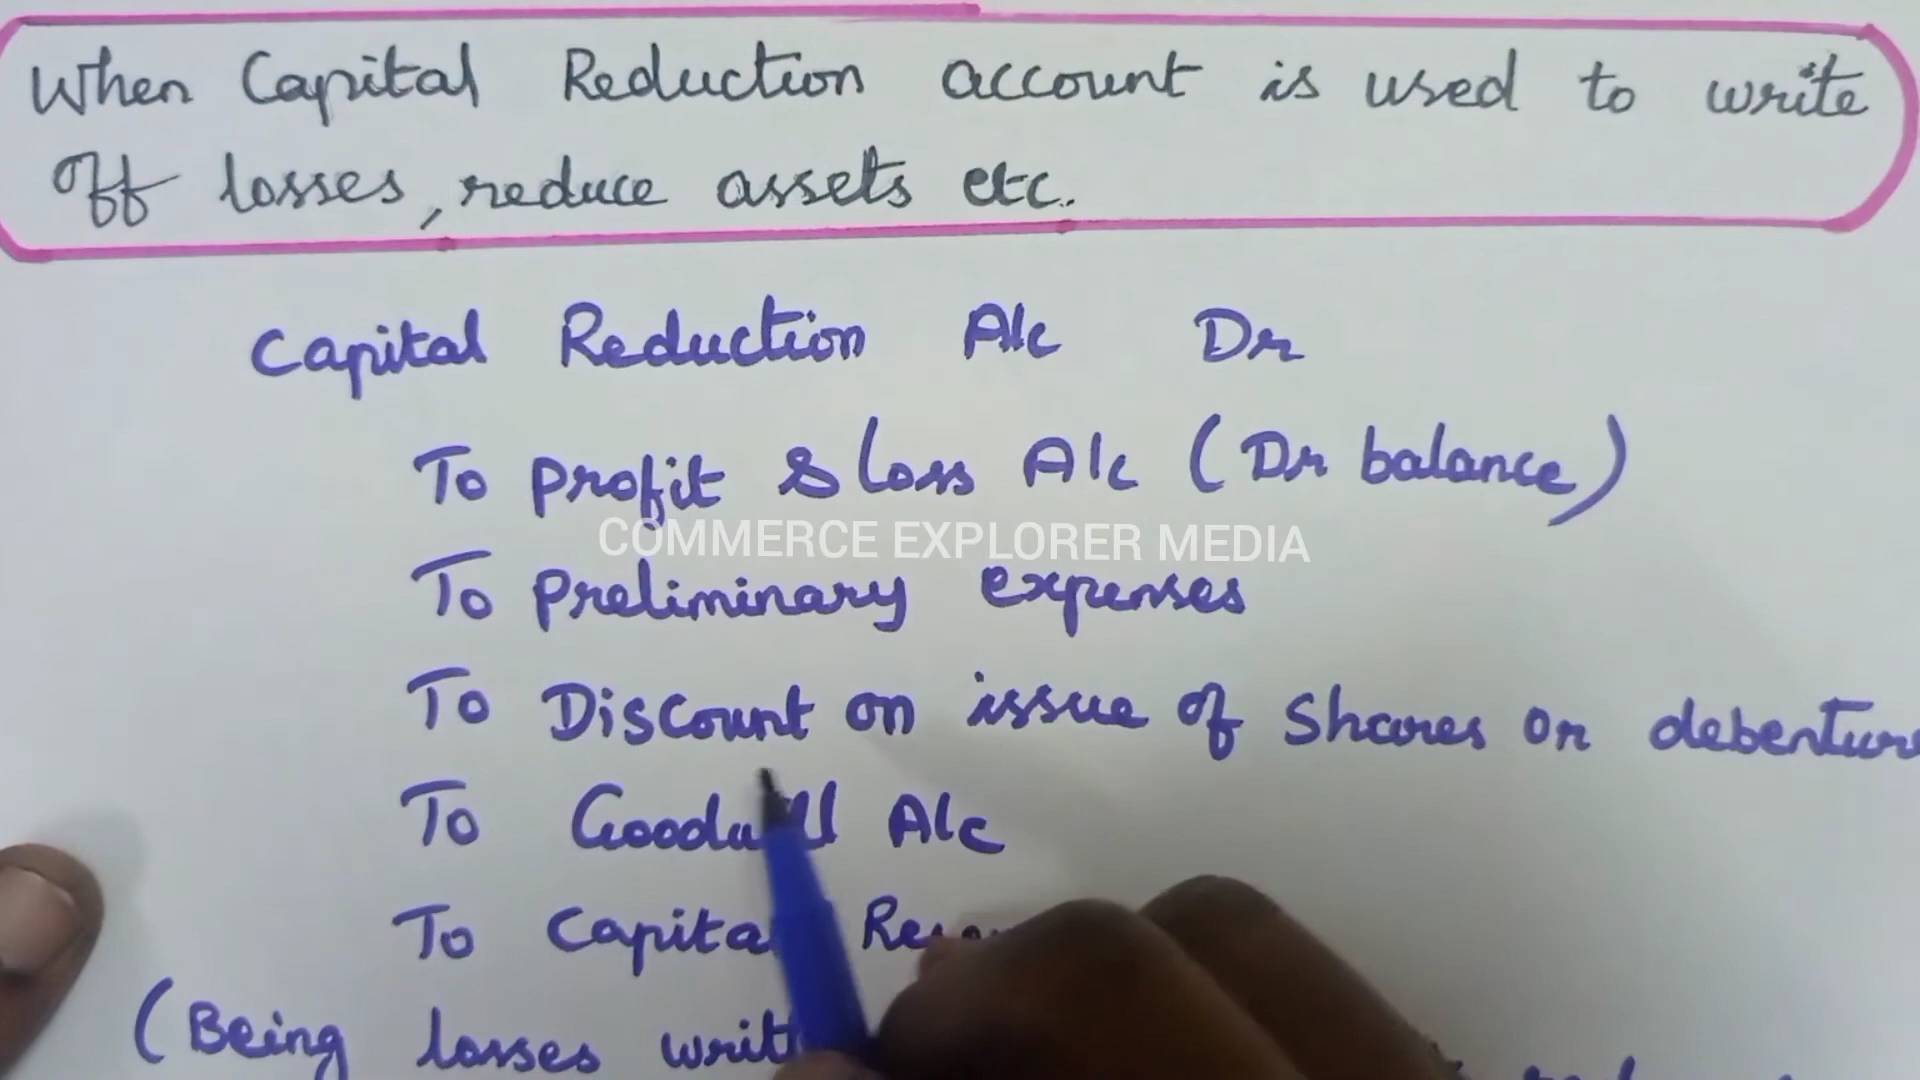 When Capital Reduction account is used to write
off losses, reduce assets etc.
Capital Reduction A/c Dr
To Profit & Loss A/c (Dr balance)
COMMERCE EXPLORER MEDIA
To Preliminary expenses
To Discount on issue of Shares or debenture
To Goodwill A/c
To Capital
(Being losses